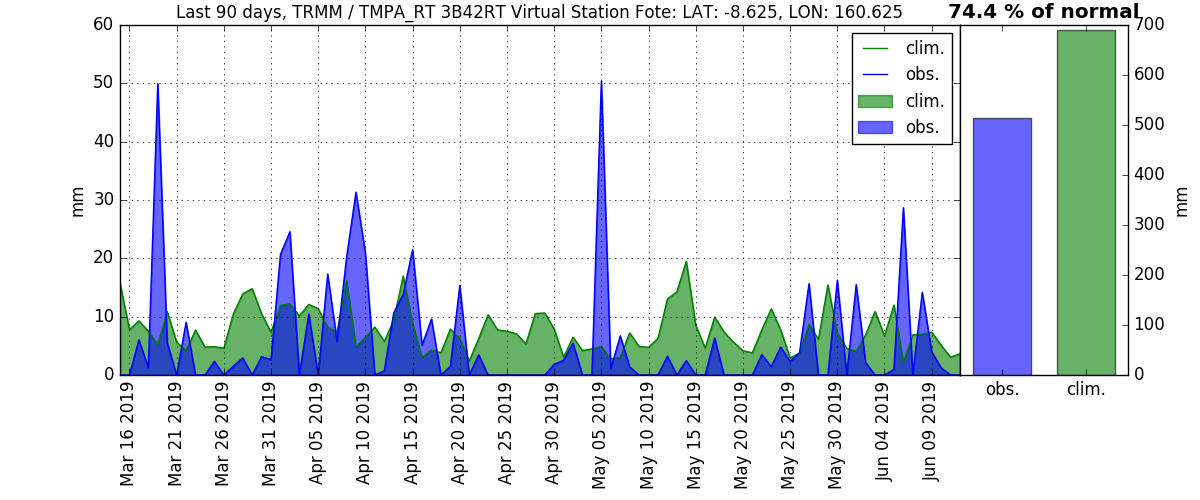 Last 90 days, TRMM / TMPA_RT 3B42RT Virtual Station Fote: LAT: -8.625, LON: 160.625
74.4 % of normal
60
50
40
30
20
10
0
mm
clim.
obs.
clim.
obs.
Mar 16 2019
Mar 21 2019
Mar 26 2019
Mar 31 2019
Apr 05 2019
Apr 10 2019
Apr 15 2019
Apr 20 2019
Apr 25 2019
Apr 30 2019
May 05 2019
May 10 2019
May 15 2019
May 20 2019
May 25 2019
May 30 2019
Jun 04 2019
Jun 09 2019
700
600
500
400
300
200
100
0
mm
obs.
clim.